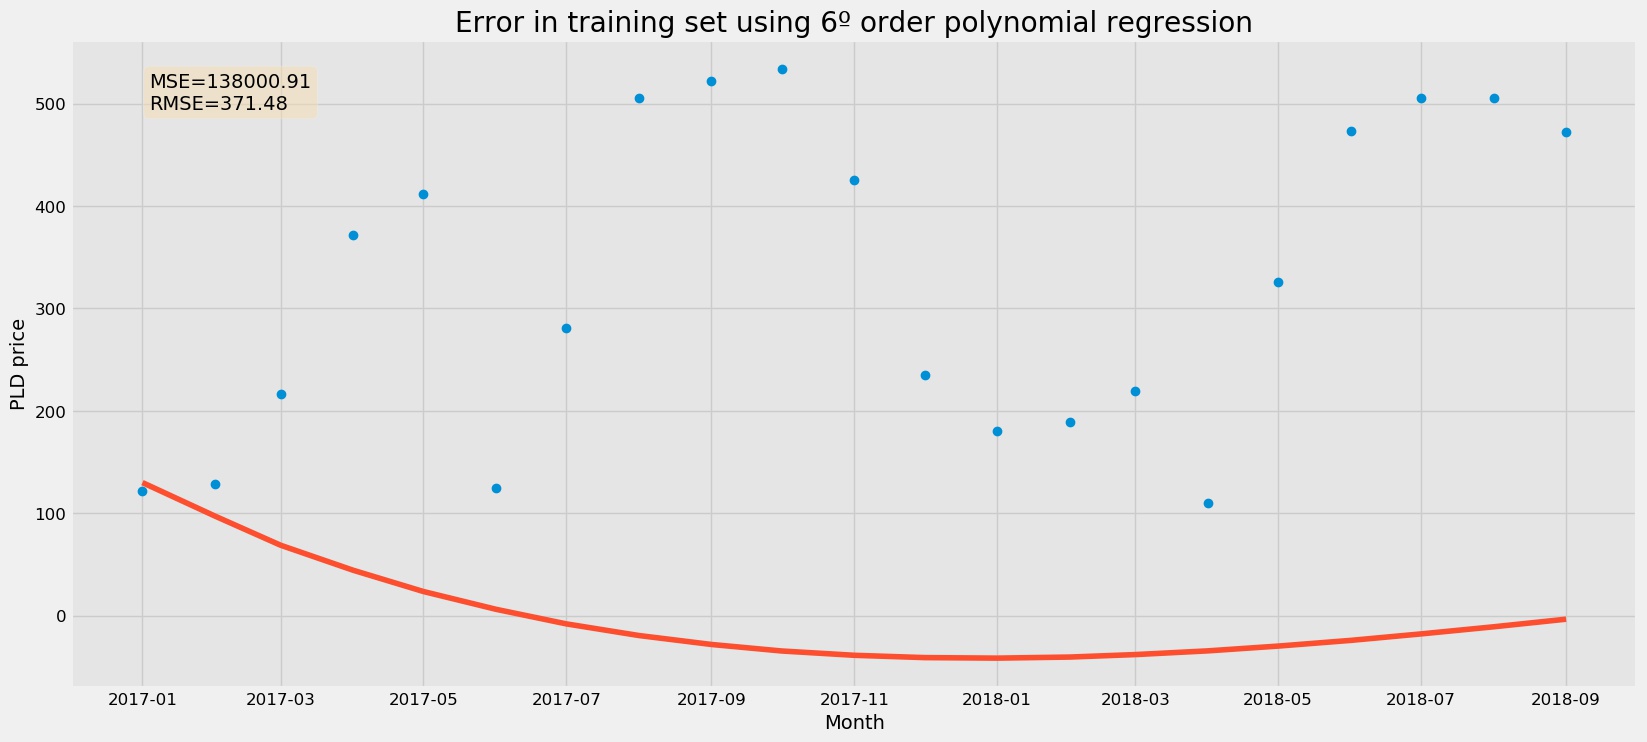 Error in training set using 6º order polynomial regression
MSE=138000.91
RMSE=371.48
500
400
300
200
100
0
PLD price
2017-01 2017-03 2017-05 2017-07 2017-09 2017-11 2018-01 2018-03 2018-05 2018-07 2018-09
Month